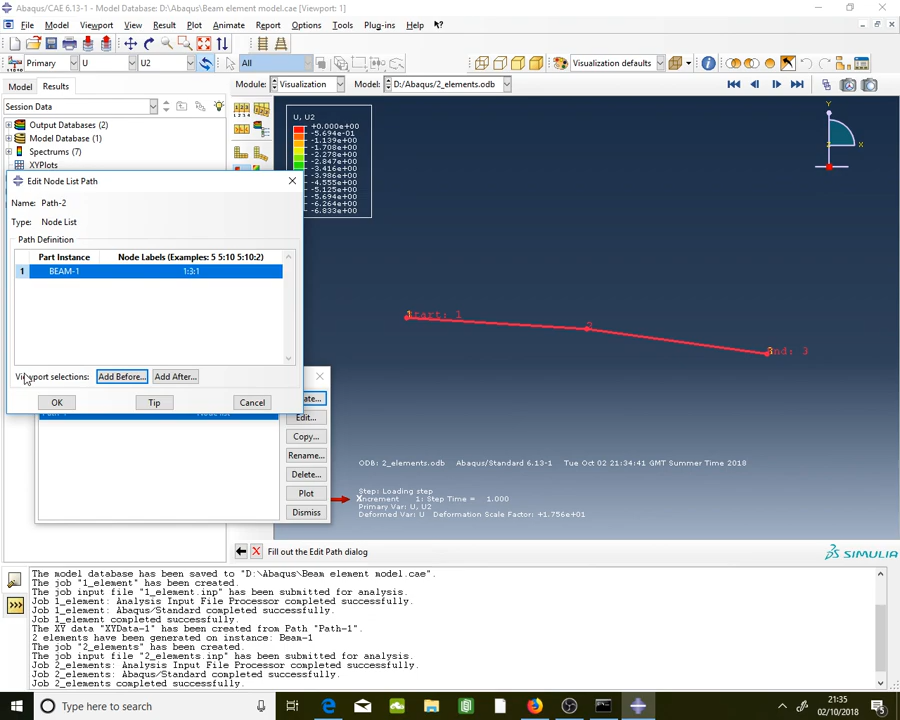 Abaqus/CAE 6.13-1 - Model Database: D:\Abaqus\Beam element model.cae [Viewport: 1]
File Model Viewport View Result Plot Animate Report Options Tools Plug-ins Help
Primary U U2 All Visualization defaults
Model Results Module: Visualization Model: D:/Abaqus/2_elements.odb
Session Data
Output Databases (2)
Model Database (1)
Spectrums (7)
XYPlots
U, U2
+0.000e+00
-5.694e-01
-1.139e+00
-1.708e+00
-2.278e+00
-2.847e+00
-3.416e+00
-3.986e+00
-4.555e+00
-5.125e+00
-5.694e+00
-6.264e+00
-6.833e+00
Y
X
Edit Node List Path
Name: Path-2
Type: Node List
Path Definition
Part Instance Node Labels (Examples: 5 5:10 5:10:2)
1 BEAM-1 1:3:1
Viewport selections: Add Before... Add After...
OK Tip Cancel
Start: 1
2
End: 3
Edit...
Copy...
Rename...
Delete...
Plot
Dismiss
ODB: 2_elements.odb Abaqus/Standard 6.13-1 Tue Oct 02 21:34:41 GMT Summer Time 2018
Step: Loading step
Increment 1: Step Time = 1.000
Primary Var: U, U2
Deformed Var: U Deformation Scale Factor: +1.756e+01
X
Fill out the Edit Path dialog
SIMULIA
The model database has been saved to "D:\Abaqus\Beam element model.cae".
The job "1_element" has been created.
The job input file "1_element.inp" has been submitted for analysis.
Job 1_element: Analysis Input File Processor completed successfully.
Job 1_element: Abaqus/Standard completed successfully.
Job 1_element completed successfully.
The XY data "XYData-1" has been created from Path "Path-1".
2 elements have been generated on instance: Beam-1
The job "2_elements" has been created.
The job input file "2_elements.inp" has been submitted for analysis.
Job 2_elements: Analysis Input File Processor completed successfully.
Job 2_elements: Abaqus/Standard completed successfully.
Job 2_elements completed successfully.
Type here to search
21:35
02/10/2018
5